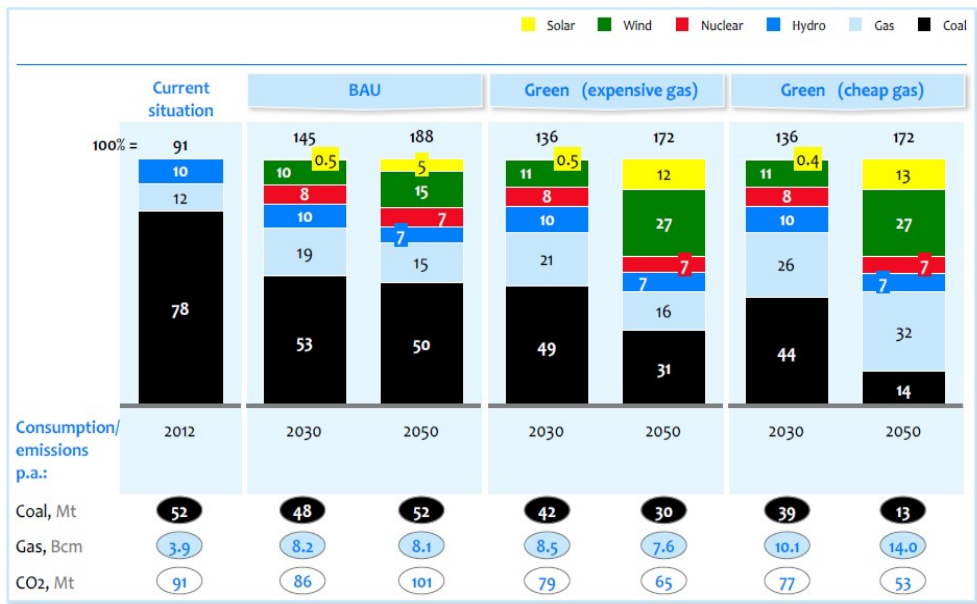 Solar Wind Nuclear Hydro Gas Coal
Current situation BAU Green (expensive gas) Green (cheap gas)
100% = 91 145 188 136 172 136 172
10 12 78
10 0.5 8 10 19 53
5 15 7 7 15 50
11 0.5 8 10 21 49
12 27 7 7 16 31
11 0.4 8 10 26 44
13 27 7 7 32 14
Consumption/
emissions
p.a.:
2012 2030 2050 2030 2050 2030 2050
Coal, Mt 52 48 52 42 30 39 13
Gas, Bcm 3.9 8.2 8.1 8.5 7.6 10.1 14.0
CO2, Mt 91 86 101 79 65 77 53